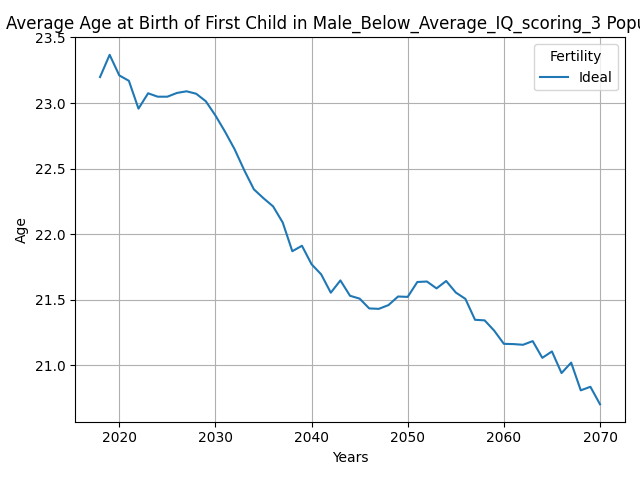 Average Age at Birth of First Child in Male_Below_Average_IQ_scoring_3 Popu
23.5
23.0
22.5
22.0
21.5
21.0
Age
Fertility
Ideal
2020 2030 2040 2050 2060 2070
Years